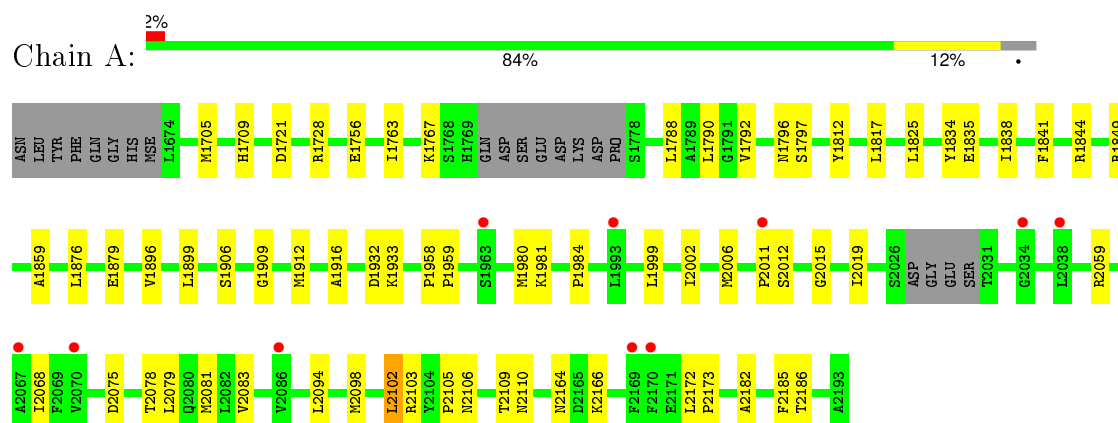 2%
Chain A:
84% 12% •
ASN LEU TYR PHE GLN GLY HIS MSE L1674 M1705 H1709 D1721 R1728 E1756 I1763 K1767 S1768 H1769 GLN ASP SER GLU ASP LYS ASP PRO S1778 L1788 A1789 L1790 G1791 V1792 N1796 S1797 Y1812 L1817 L1825 Y1834 E1835 I1838 F1841 R1844
A1859 L1876 E1879 V1896 L1899 S1906 G1909 M1912 A1916 D1932 K1933 P1958 P1959 S1963 M1980 K1981 P1984 L1993 L1999 I2002 M2006 P2011 S2012 G2015 I2019 S2026 ASP GLY GLU SER T2031 G2034 L2038 R2059
A2067 I2068 F2069 V2070 D2075 T2078 L2079 Q2080 M2081 L2082 V2083 V2086 L2094 M2098 L2102 R2103 Y2104 P2105 N2106 T2109 N2110 N2164 D2165 K2166 F2169 F2170 E2171 L2172 P2173 A2182 F2185 T2186 A2193